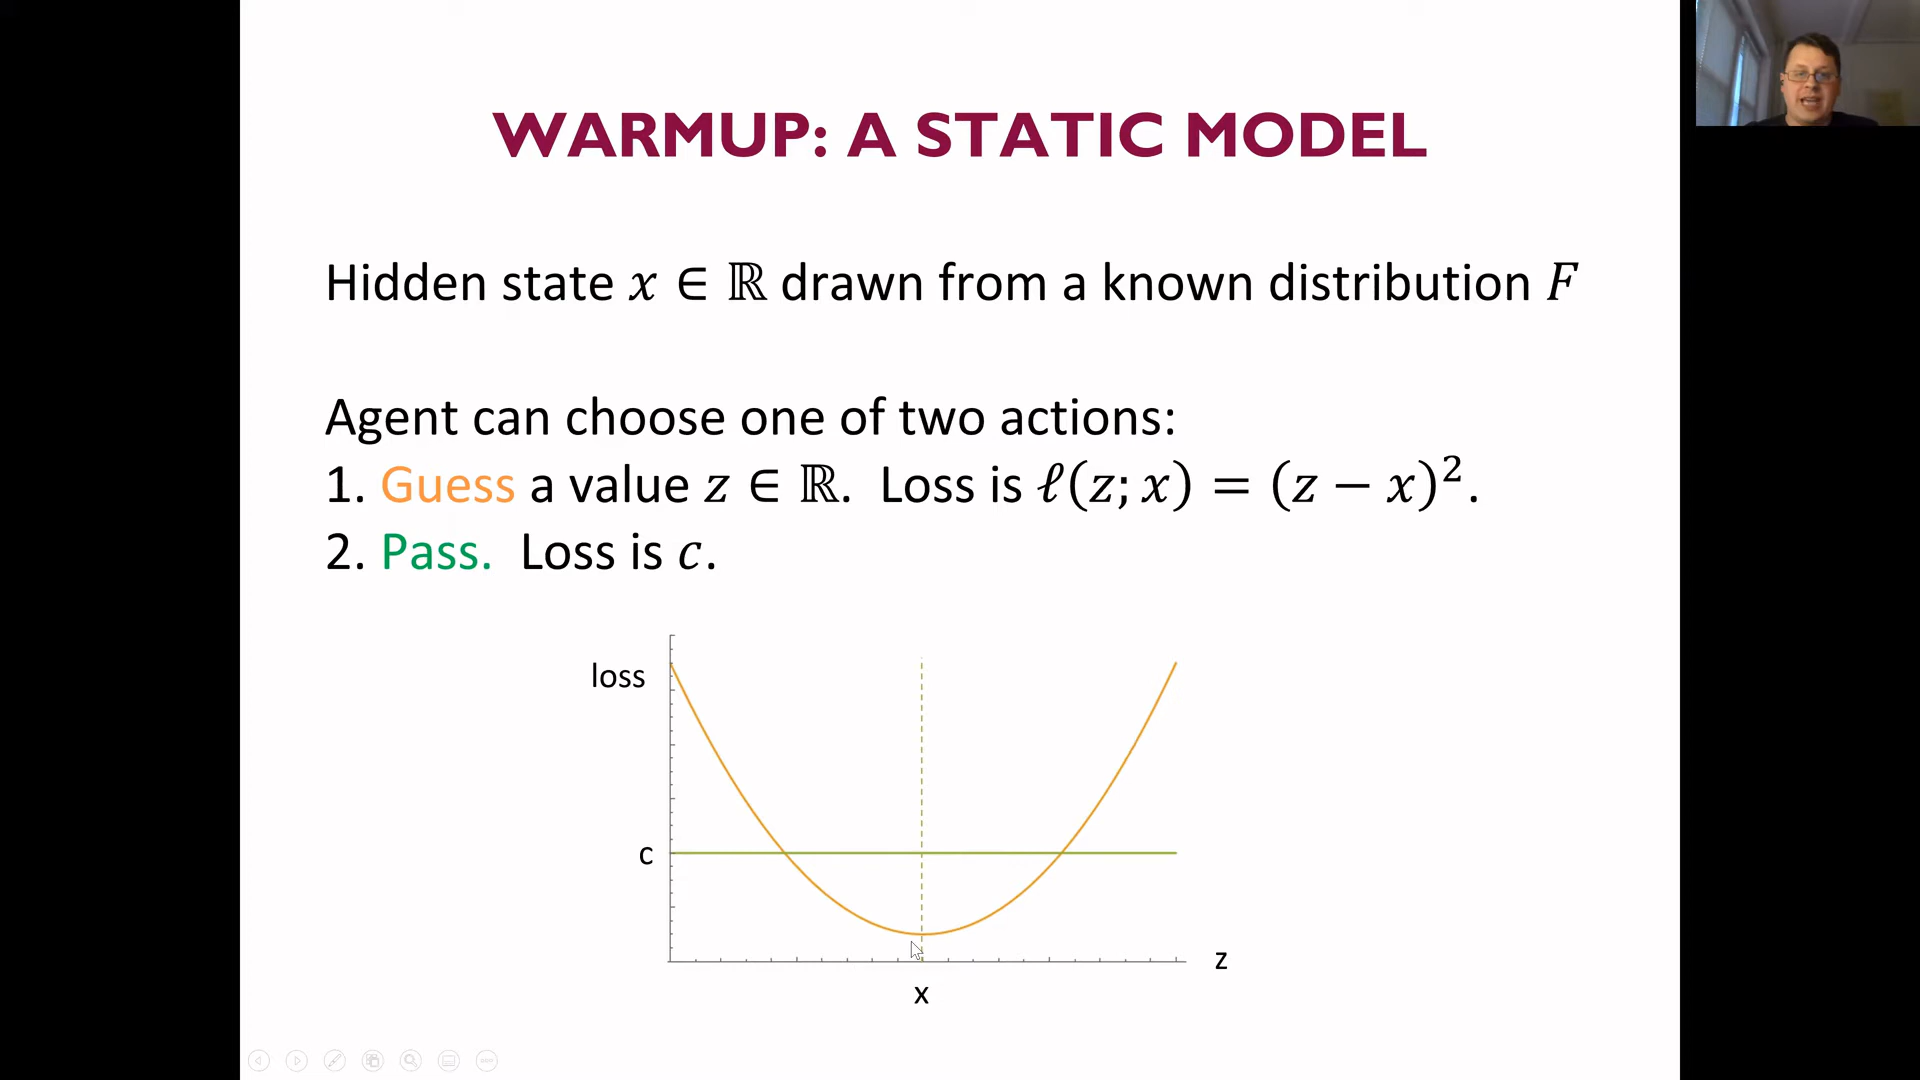 WARMUP: A STATIC MODEL
Hidden state 𝑥 ∈ ℝ drawn from a known distribution 𝐹
Agent can choose one of two actions:
1. Guess a value 𝑧 ∈ ℝ. Loss is ℓ(𝑧; 𝑥) = (𝑧 − 𝑥)².
2. Pass. Loss is 𝑐.
loss
c
z
x